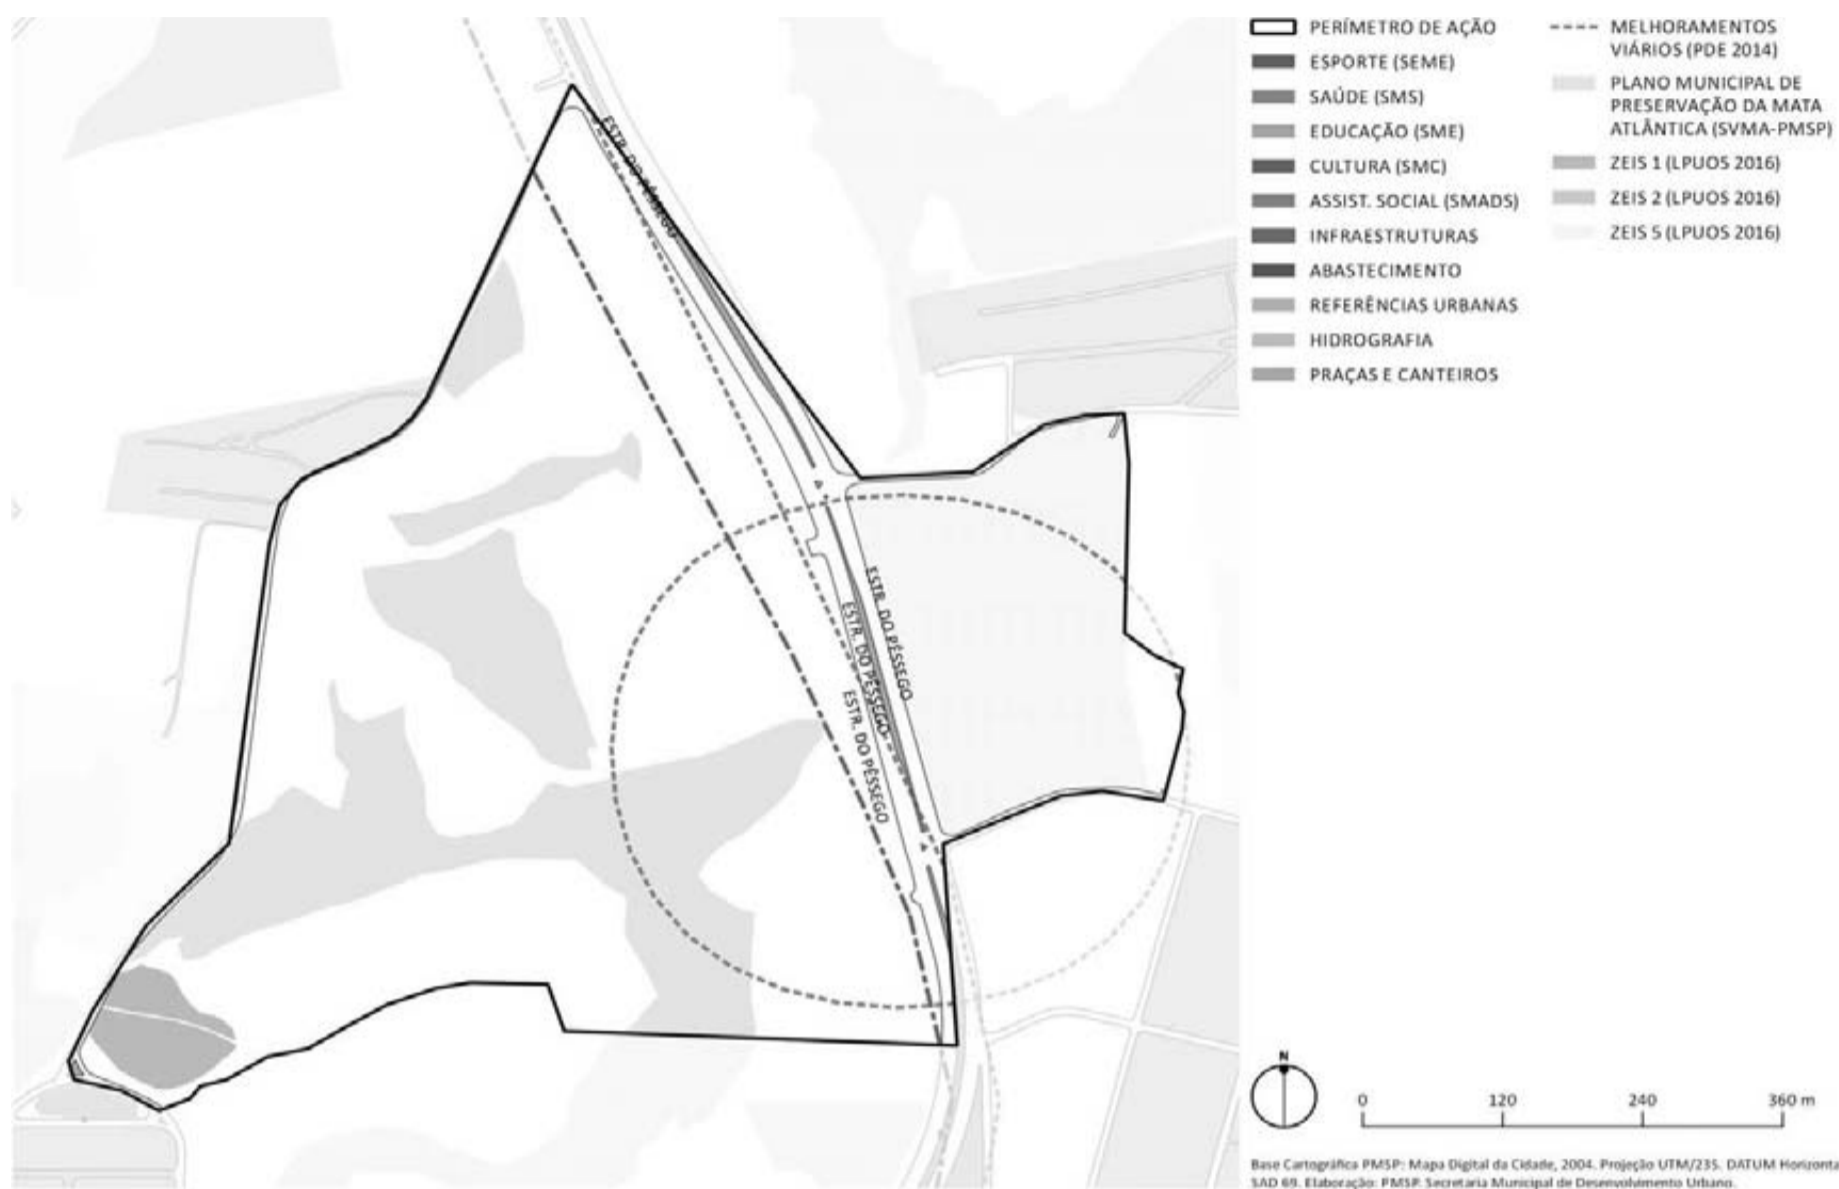 PERÍMETRO DE AÇÃO
ESPORTE (SEME)
SAÚDE (SMS)
EDUCAÇÃO (SME)
CULTURA (SMC)
ASSIST. SOCIAL (SMADS)
INFRAESTRUTURAS
ABASTECIMENTO
REFERÊNCIAS URBANAS
HIDROGRAFIA
PRAÇAS E CANTEIROS
MELHORAMENTOS
VIÁRIOS (PDE 2014)
PLANO MUNICIPAL DE
PRESERVAÇÃO DA MATA
ATLÂNTICA (SVMA-PMSP)
ZEIS 1 (LPUOS 2016)
ZEIS 2 (LPUOS 2016)
ZEIS 5 (LPUOS 2016)
ESTR. DO PÊSSEGO
ESTR. DO PÊSSEGO
ESTR. DO PÊSSEGO
ESTR. DO PÊSSEGO
N
0 120 240 360 m
Base Cartográfica PMSP: Mapa Digital da Cidade, 2004. Projeção UTM/23S. DATUM Horizonta
SAD 69. Elaboração: PMSP. Secretaria Municipal de Desenvolvimento Urbano.